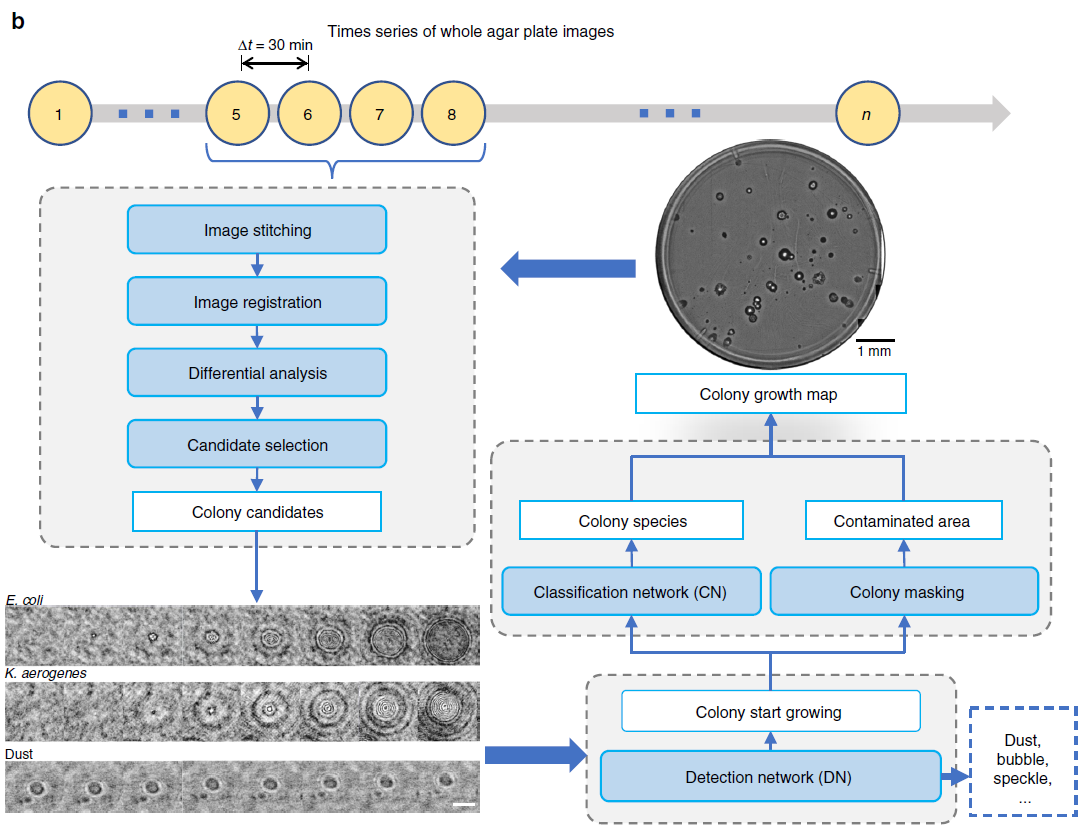 b
Times series of whole agar plate images
Δt = 30 min
1
5
6
7
8
n
Image stitching
Image registration
Differential analysis
Candidate selection
Colony candidates
1 mm
Colony growth map
Colony species
Contaminated area
Classification network (CN)
Colony masking
E. coli
K. aerogenes
Dust
Colony start growing
Detection network (DN)
Dust,
bubble,
speckle,
...